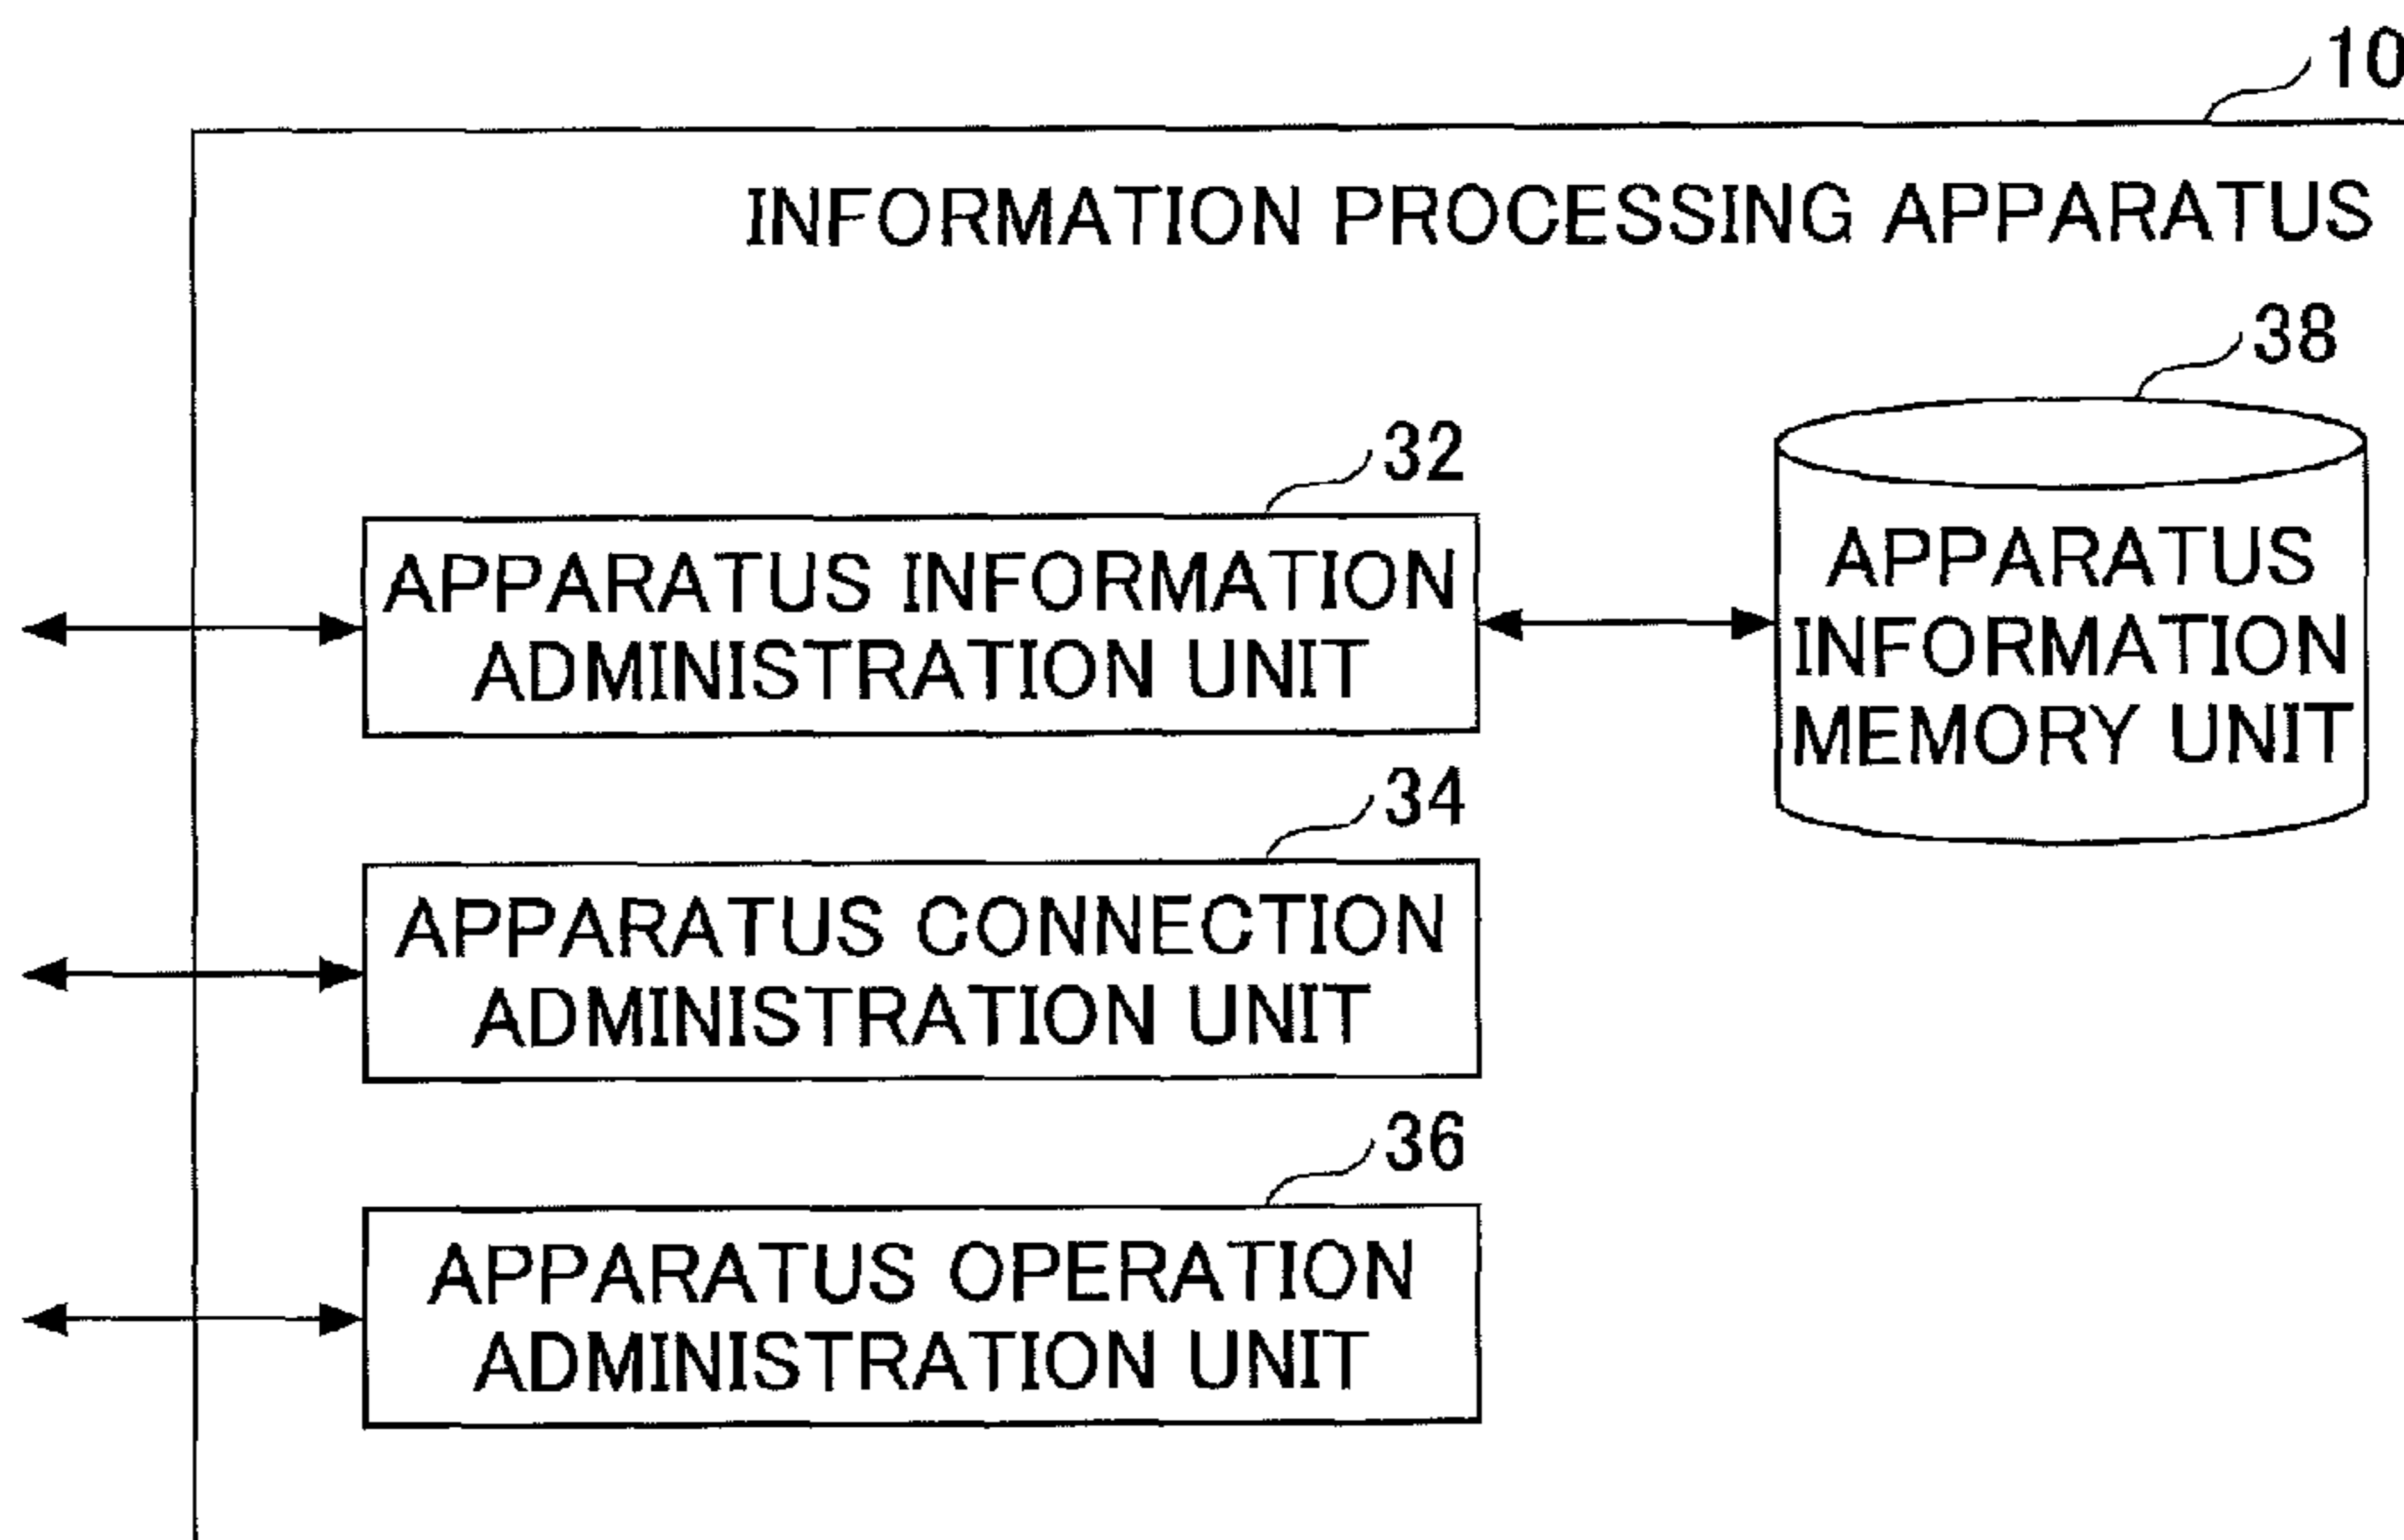 10
INFORMATION PROCESSING APPARATUS
38
32
APPARATUS INFORMATION
ADMINISTRATION UNIT
APPARATUS
INFORMATION
MEMORY UNIT
34
APPARATUS CONNECTION
ADMINISTRATION UNIT
36
APPARATUS OPERATION
ADMINISTRATION UNIT